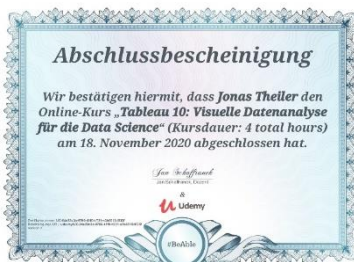 Abschlussbescheinigung
Wir bestätigen hiermit, dass Jonas Theiler den
Online-Kurs „Tableau 10: Visuelle Datenanalyse
für die Data Science“ (Kursdauer: 4 total hours)
am 18. November 2020 abgeschlossen hat.
&
Udemy
#BeAble